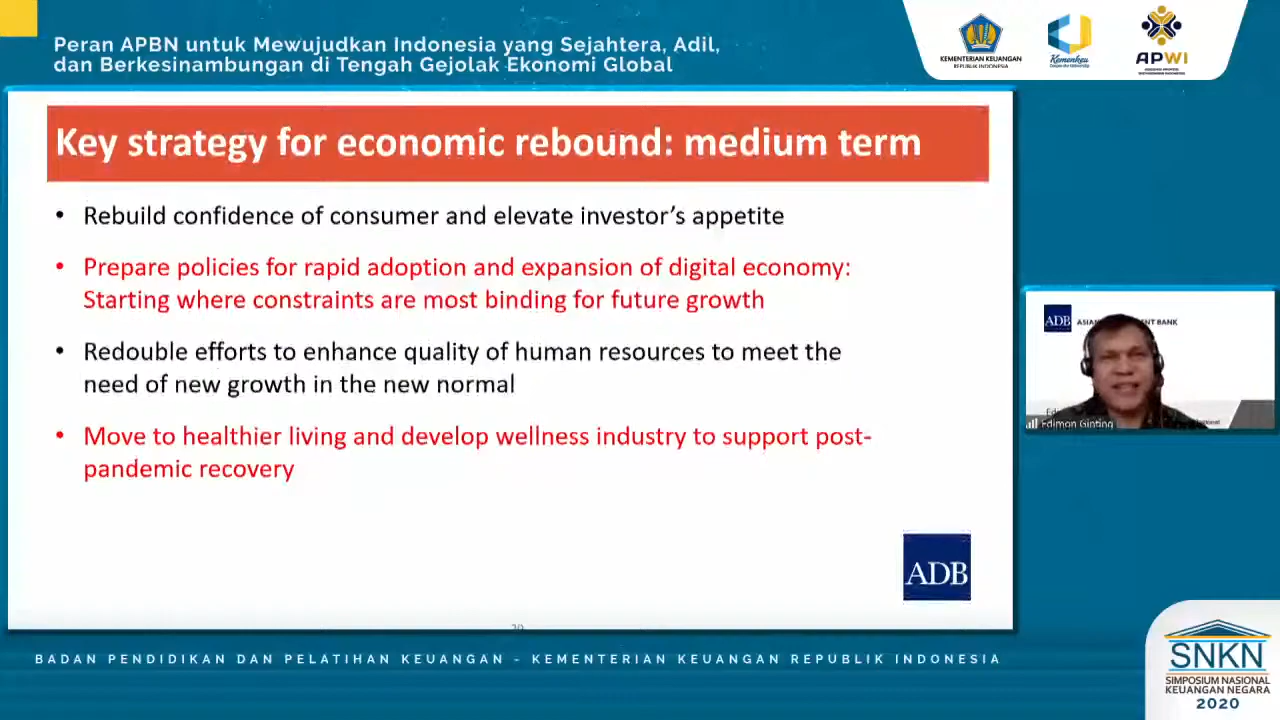 Peran APBN untuk Mewujudkan Indonesia yang Sejahtera, Adil,
dan Berkesinambungan di Tengah Gejolak Ekonomi Global
KEMENTERIAN KEUANGAN
REPUBLIK INDONESIA
Kemenkeu
Corporate University
APWI
Key strategy for economic rebound: medium term
• Rebuild confidence of consumer and elevate investor's appetite
• Prepare policies for rapid adoption and expansion of digital economy:
Starting where constraints are most binding for future growth
• Redouble efforts to enhance quality of human resources to meet the
need of new growth in the new normal
• Move to healthier living and develop wellness industry to support post-
pandemic recovery
ADB
ADB
Edimon Ginting
BADAN PENDIDIKAN DAN PELATIHAN KEUANGAN - KEMENTERIAN KEUANGAN REPUBLIK INDONESIA
SNKN
SIMPOSIUM NASIONAL
KEUANGAN NEGARA
2020